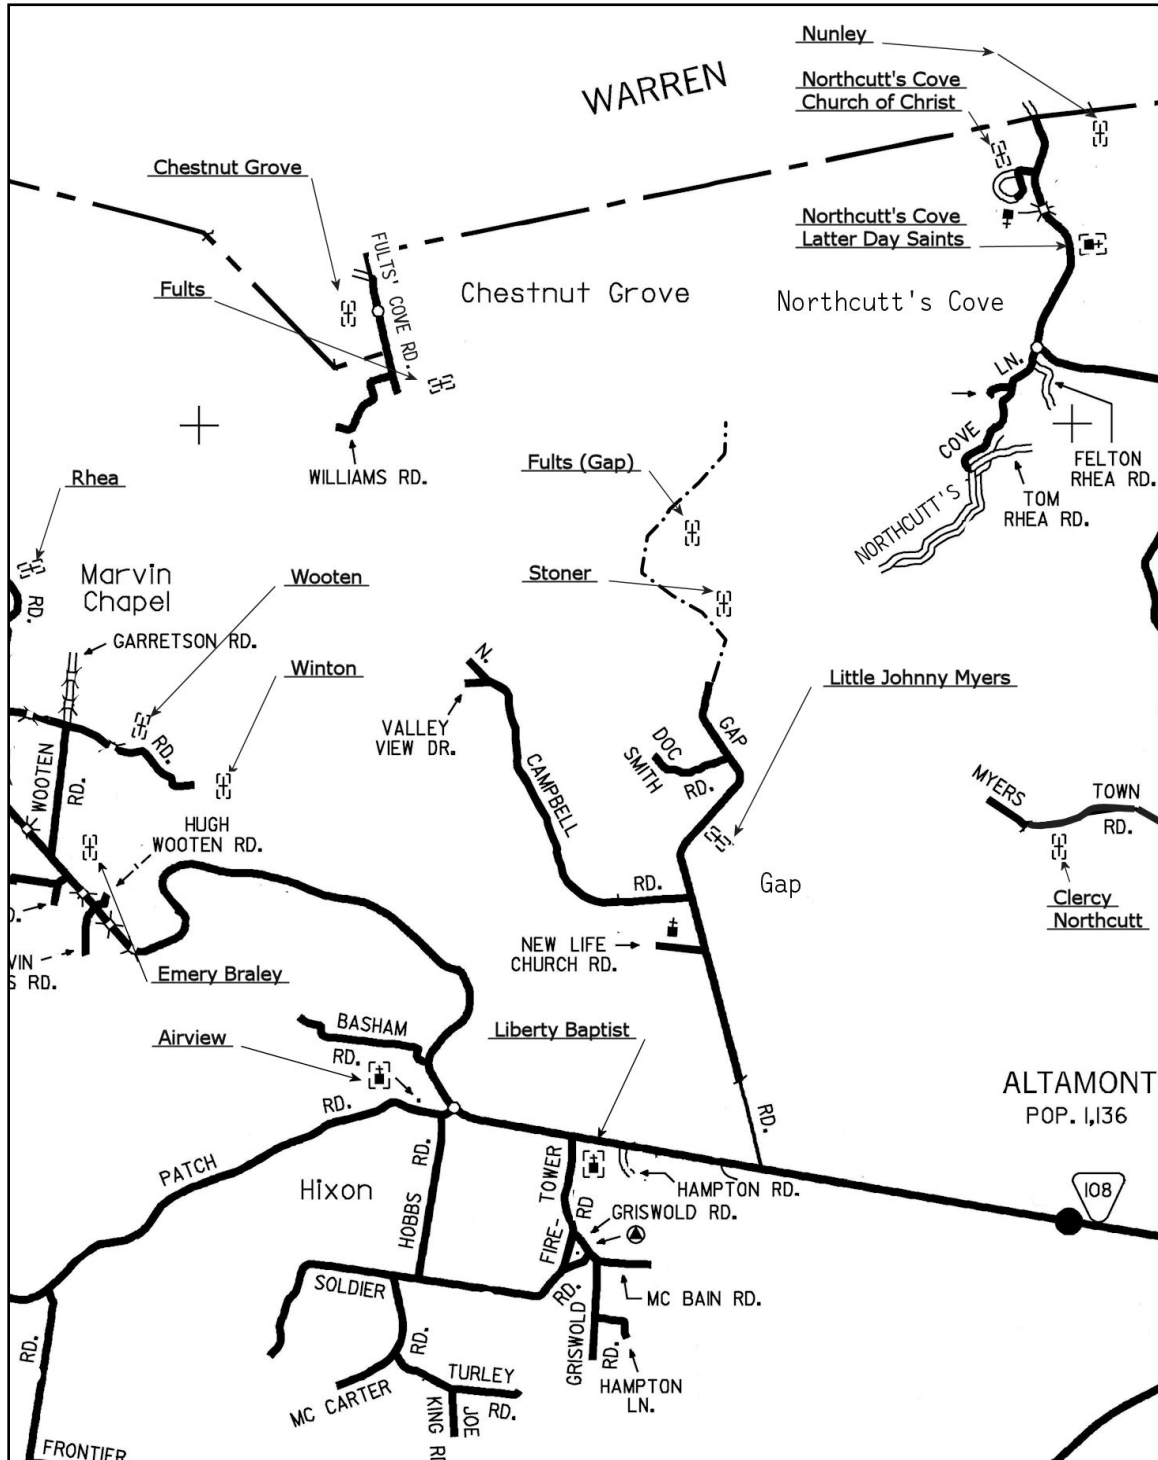 Nunley
WARREN
Northcutt's Cove
Church of Christ
Chestnut Grove
Northcutt's Cove
Latter Day Saints
FULTS' COVE RD.
Fults
Chestnut Grove
Northcutt's Cove
LN.
COVE
NORTHCUTT'S
FELTON
RHEA RD.
TOM
RHEA RD.
WILLIAMS RD.
Fults (Gap)
Rhea
Marvin
Chapel
RD.
Wooten
Stoner
GARRETSON RD.
Winton
N.
Little Johnny Myers
VALLEY
VIEW DR.
GAP
DOC
SMITH
RD.
RD.
WOOTEN
RD.
CAMPBELL
MYERS
TOWN
RD.
HUGH
WOOTEN RD.
RD.
Gap
Clercy
Northcutt
D.
NEW LIFE
CHURCH RD.
VIN
S RD.
Emery Braley
BASHAM
RD.
Airview
Liberty Baptist
ALTAMONT
POP. 1,136
RD.
RD.
PATCH
RD.
HOBBS
TOWER
RD
FIRE-
HAMPTON RD.
108
Hixon
GRISWOLD RD.
SOLDIER
RD.
MC BAIN RD.
GRISWOLD
RD.
RD.
RD.
HAMPTON
LN.
TURLEY
RD.
MC CARTER
JOE
KING R
FRONTIER